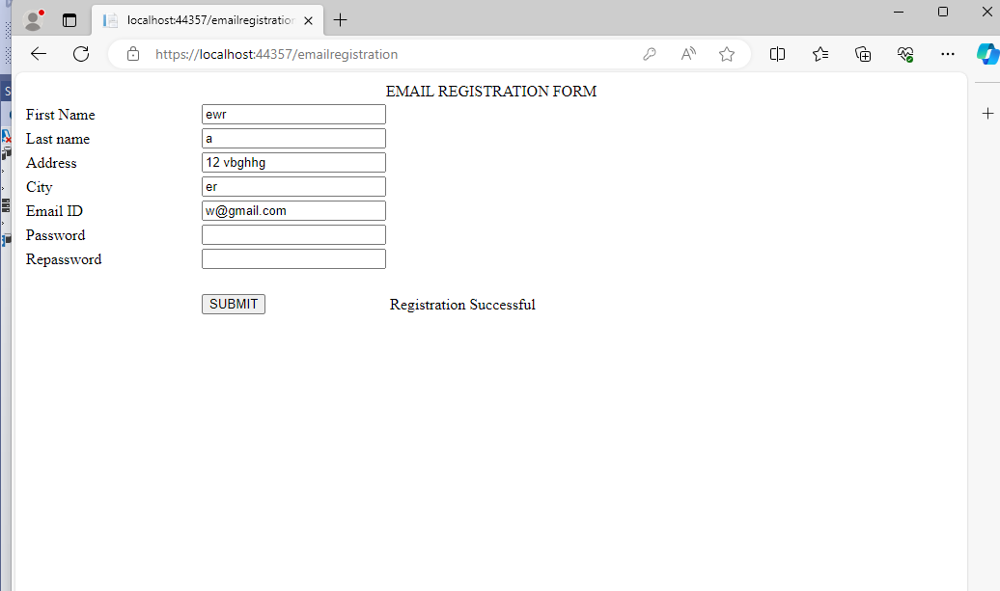 localhost:44357/emailregistration
https://localhost:44357/emailregistration
EMAIL REGISTRATION FORM
First Name ewr
Last name a
Address 12 vbghhg
City er
Email ID w@gmail.com
Password
Repassword
SUBMIT Registration Successful